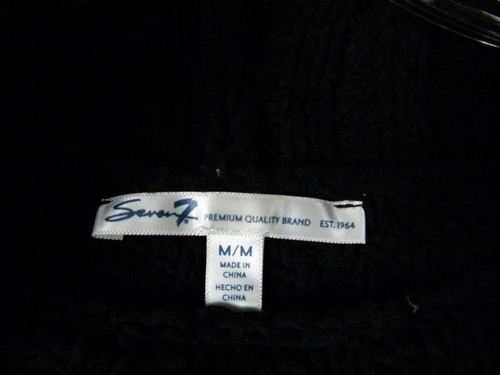 Seven7. PREMIUM QUALITY BRAND EST. 1964
M/M
MADE IN
CHINA
HECHO EN
CHINA